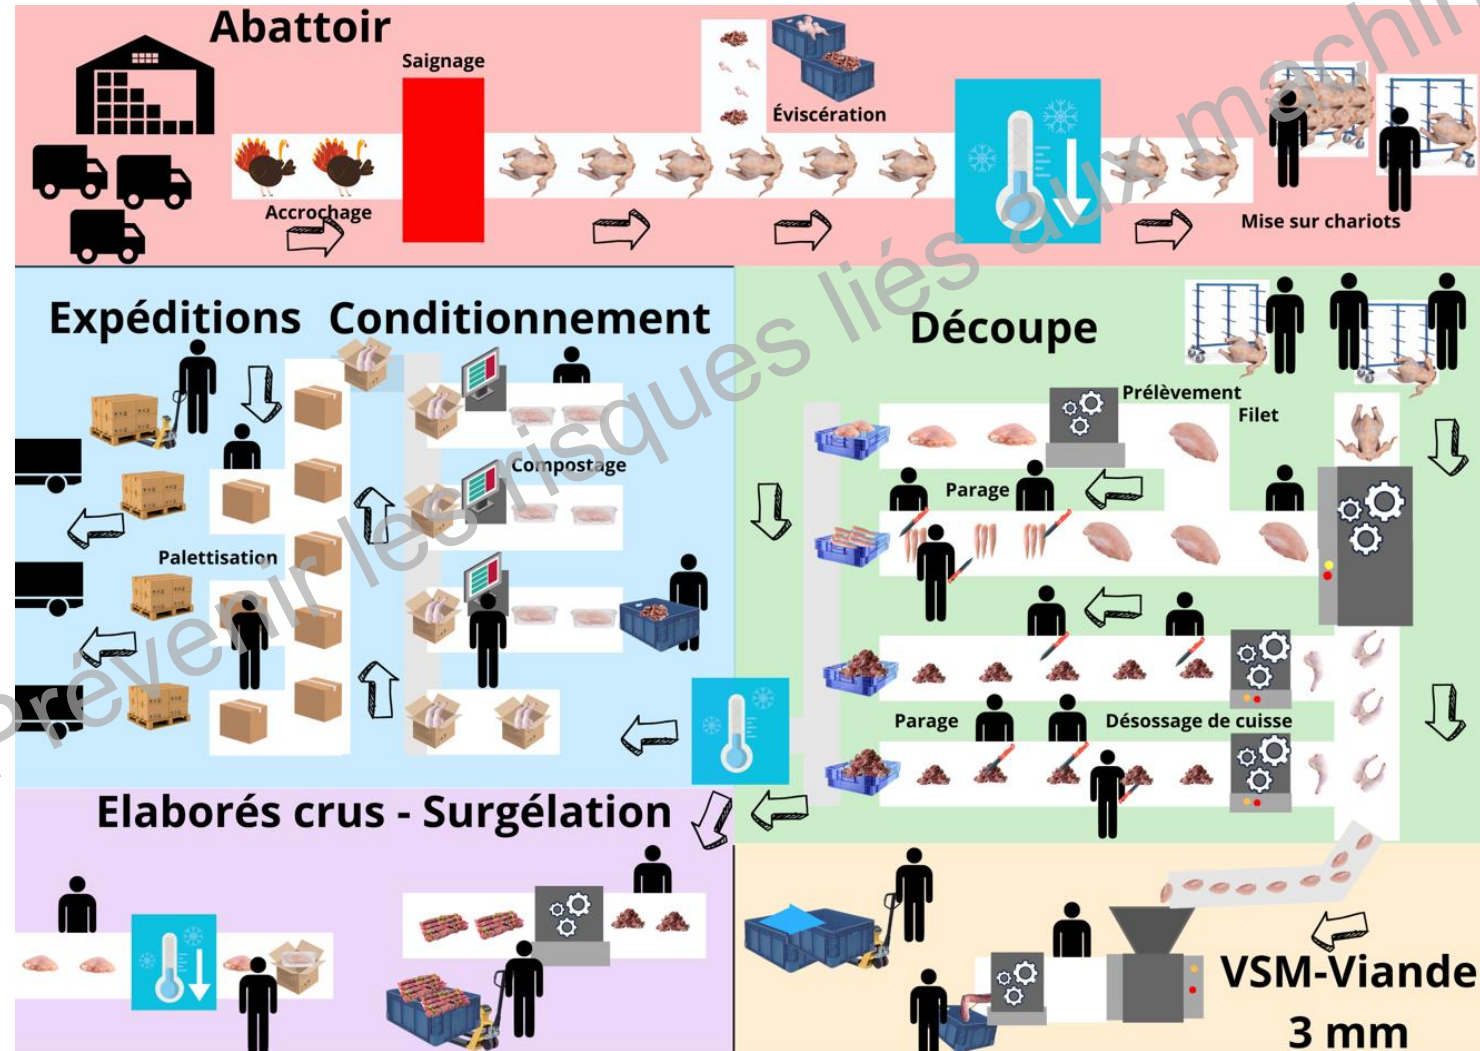 Abattoir
Saignage
Éviscération
Accrochage
Mise sur chariots
Expéditions
Conditionnement
Découpe
Prélèvement
Filet
Compostage
Parage
Palettisation
Parage
Désossage de cuisse
Elaborés crus - Surgélation
VSM-Viande
3 mm
Prévenir les risques liés aux machin